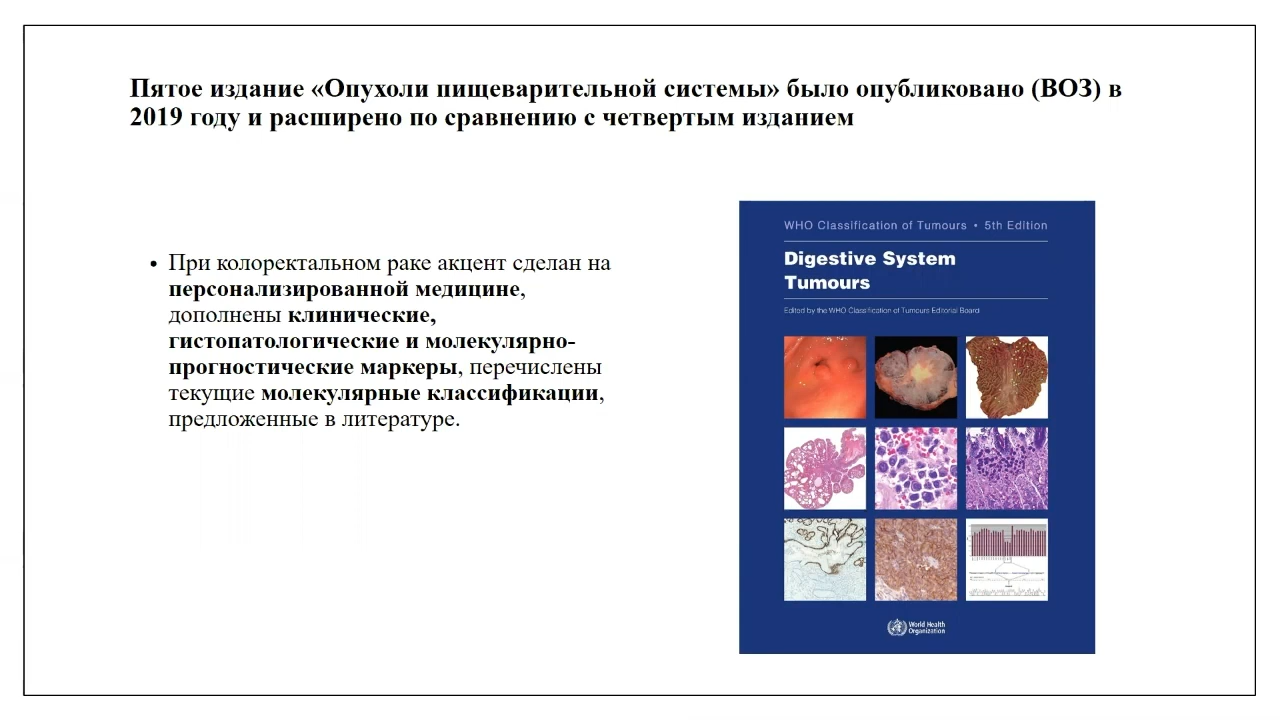 Пятое издание «Опухоли пищеварительной системы» было опубликовано (ВОЗ) в
2019 году и расширено по сравнению с четвертым изданием
• При колоректальном раке акцент сделан на
персонализированной медицине,
дополнены клинические,
гистопатологические и молекулярно-
прогностические маркеры, перечислены
текущие молекулярные классификации,
предложенные в литературе.
WHO Classification of Tumours • 5th Edition
Digestive System
Tumours
Edited by the WHO Classification of Tumours Editorial Board
World Health
Organization